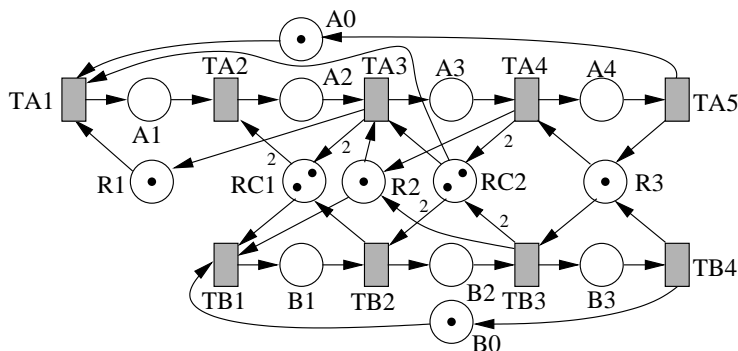 A0
TA2 A2 TA3 A3 TA4 A4
TA1 A1 TA5
2 2 2
R1 RC1 R2 RC2 R3
2 2
TB1 B1 TB2 B2 TB3 B3 TB4
B0